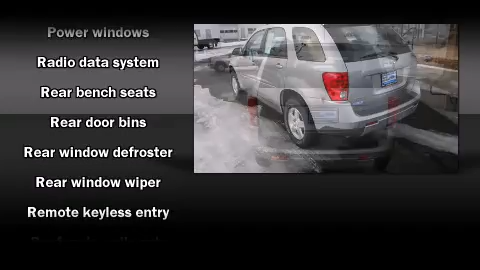 Power windows
Radio data system
Rear bench seats
Rear door bins
Rear window defroster
Rear window wiper
Remote keyless entry